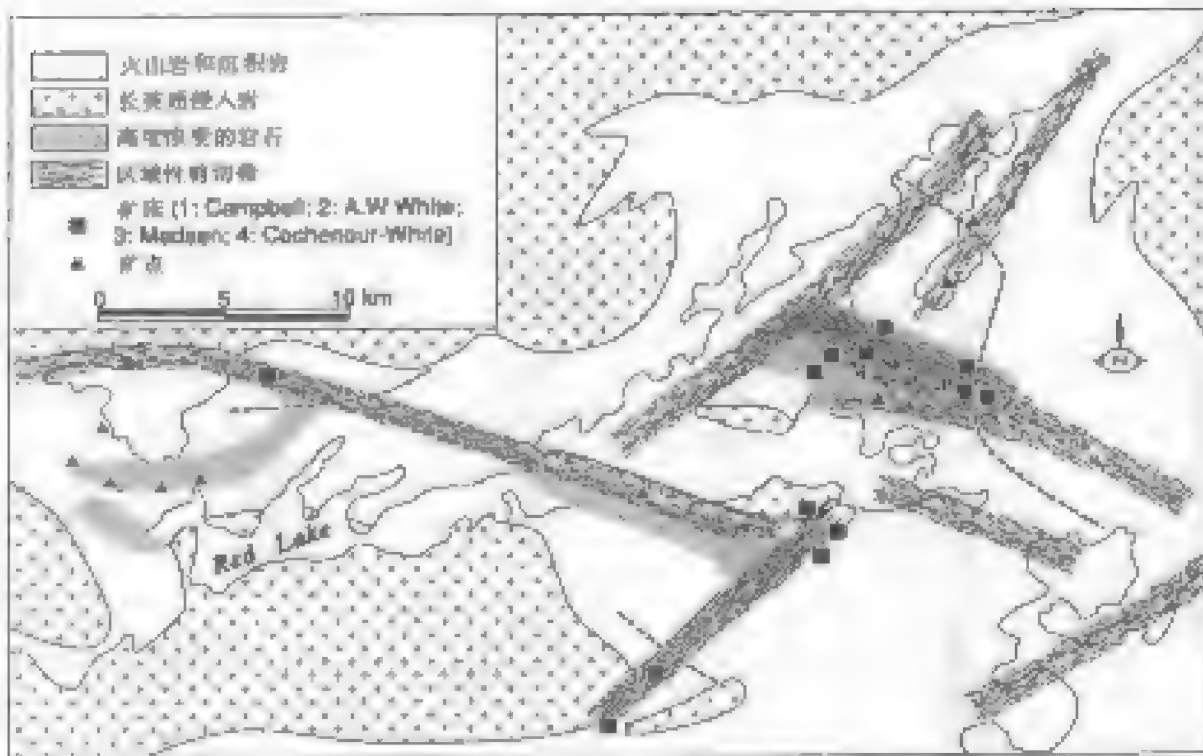 火山岩和沉积岩
长英质侵入岩
高度蚀变的岩石
区域性剪切带
矿床 (1: Campbell; 2: A.W White;
3: Madsen; 4: Cochenour-White)
矿点
0 5 10 km
N
Red Lake